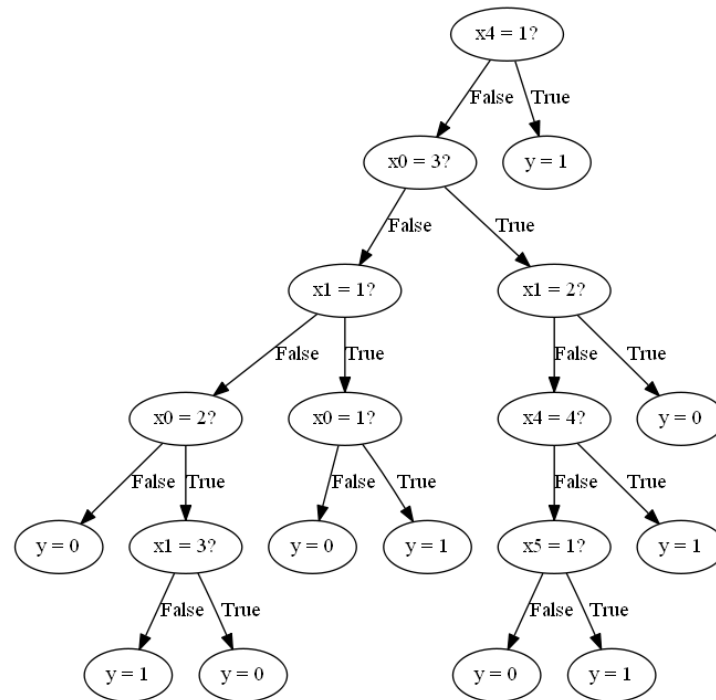 x4 = 1?
False
True
x0 = 3?
y = 1
False
True
x1 = 1?
x1 = 2?
False
True
False
True
x0 = 2?
x0 = 1?
x4 = 4?
y = 0
False
True
False
True
False
True
y = 0
x1 = 3?
y = 0
y = 1
x5 = 1?
y = 1
False
True
False
True
y = 1
y = 0
y = 0
y = 1